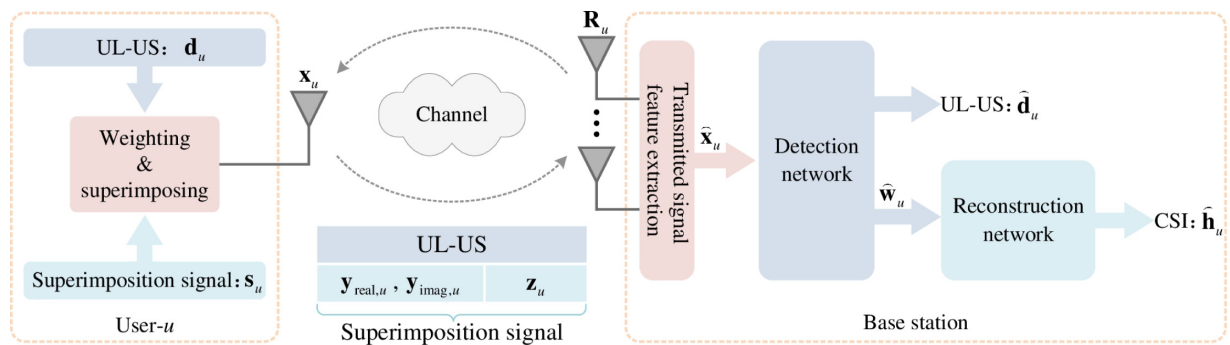 UL-US: d_u
Weighting
&
superimposing
Superimposition signal: s_u
User-u
x_u
Channel
R_u
UL-US
y_real,u , y_imag,u
z_u
Superimposition signal
Transmitted signal
feature extraction
x̂_u
Detection
network
UL-US: d̂_u
ŵ_u
Reconstruction
network
CSI: ĥ_u
Base station